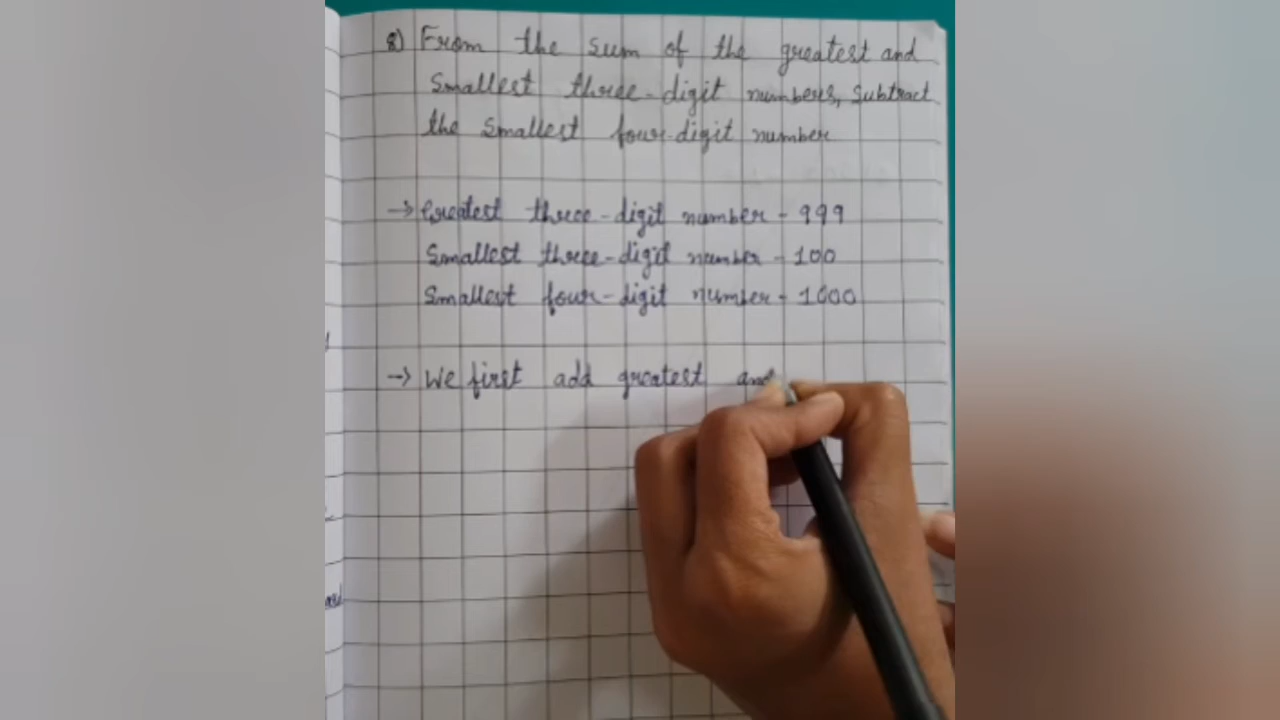 8) From the sum of the greatest and
smallest three-digit numbers, subtract
the smallest four-digit number
→ Greatest three-digit number - 999
Smallest three-digit number - 100
Smallest four-digit number - 1000
→ We first add greatest and